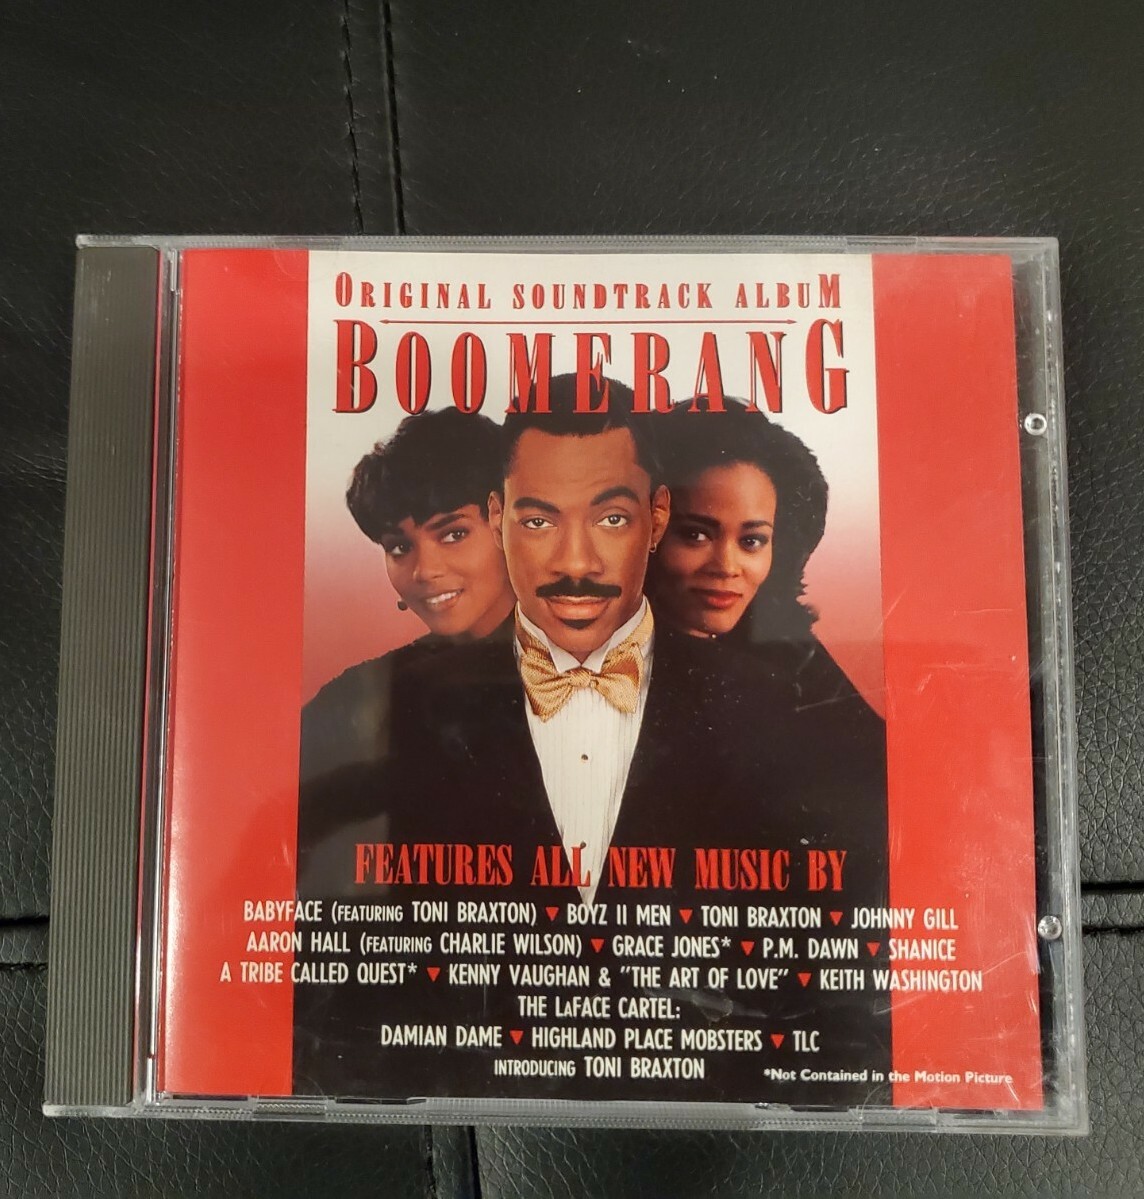 ORIGINAL SOUNDTRACK ALBUM
BOOMERANG
FEATURES ALL NEW MUSIC BY
BABYFACE (FEATURING TONI BRAXTON) ▼ BOYZ II MEN ▼ TONI BRAXTON ▼ JOHNNY GILL
AARON HALL (FEATURING CHARLIE WILSON) ▼ GRACE JONES* ▼ P.M. DAWN ▼ SHANICE
A TRIBE CALLED QUEST* ▼ KENNY VAUGHAN & "THE ART OF LOVE" ▼ KEITH WASHINGTON
THE LAFACE CARTEL:
DAMIAN DAME ▼ HIGHLAND PLACE MOBSTERS ▼ TLC
INTRODUCING TONI BRAXTON
*Not Contained in the Motion Picture